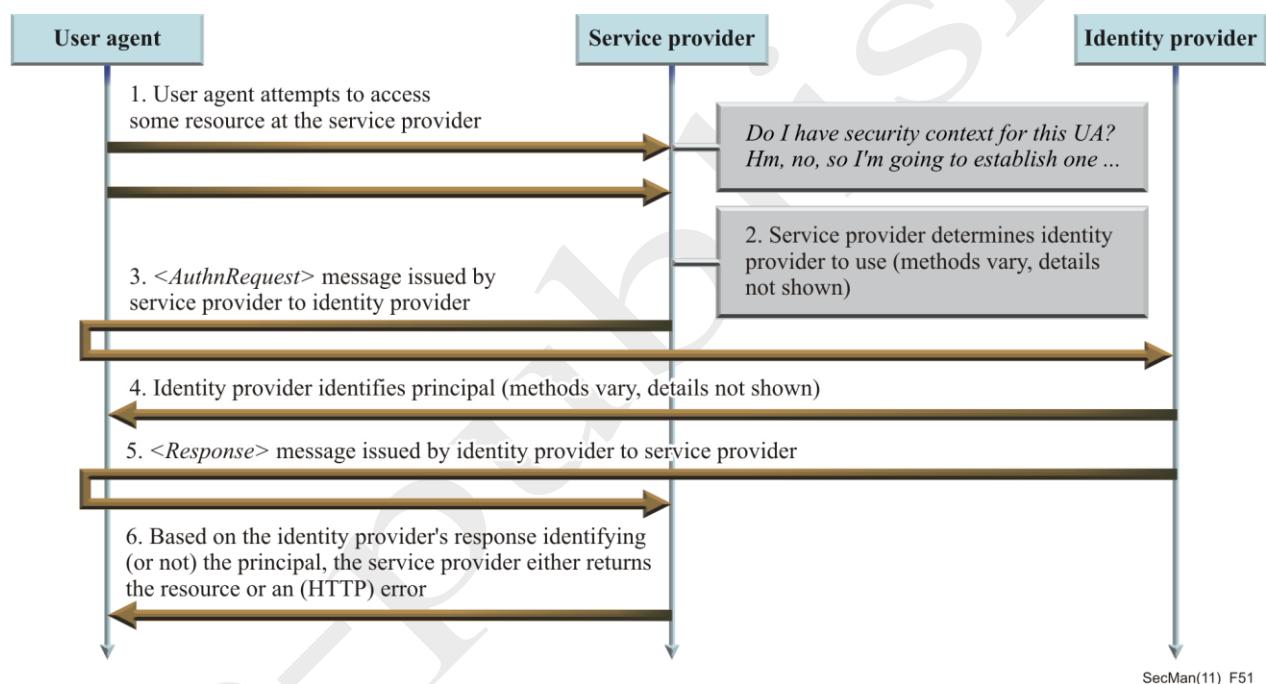 User agent
Service provider
Identity provider
1. User agent attempts to access
some resource at the service provider
Do I have security context for this UA?
Hm, no, so I'm going to establish one ...
2. Service provider determines identity
provider to use (methods vary, details
not shown)
3. <AuthnRequest> message issued by
service provider to identity provider
4. Identity provider identifies principal (methods vary, details not shown)
5. <Response> message issued by identity provider to service provider
6. Based on the identity provider's response identifying
(or not) the principal, the service provider either returns
the resource or an (HTTP) error
SecMan(11)_F51